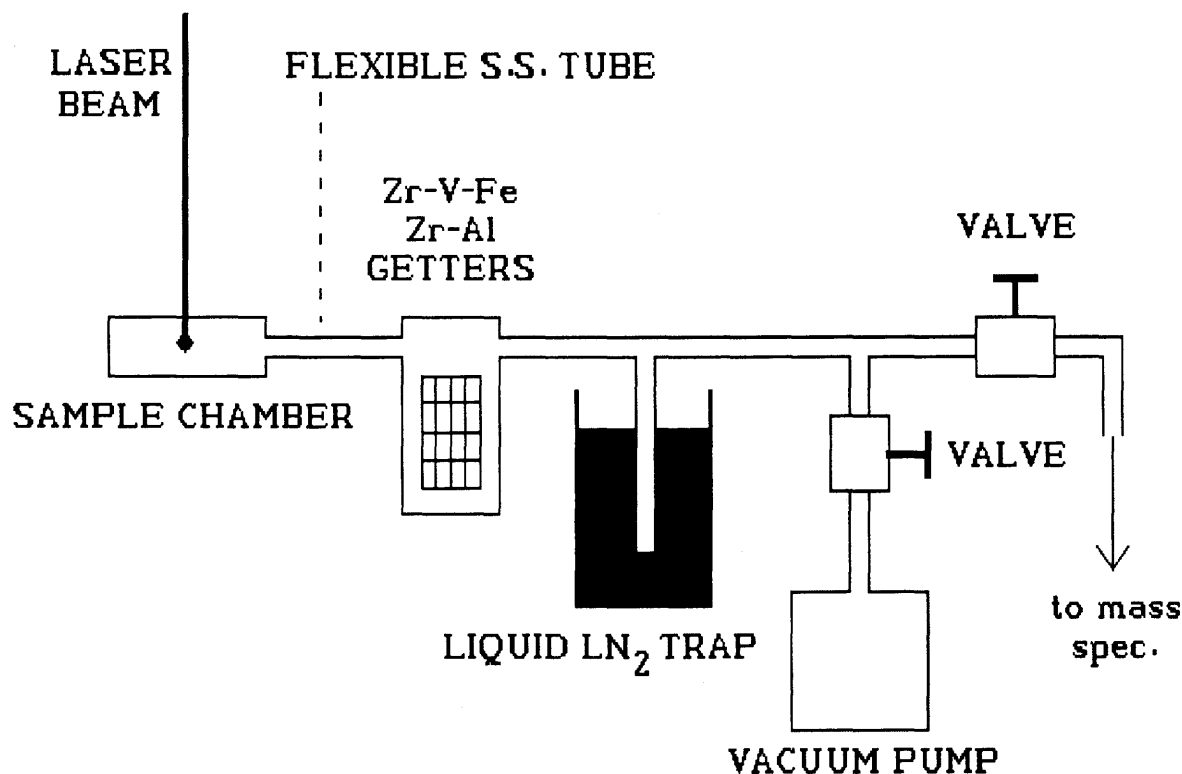 LASER
BEAM
FLEXIBLE S.S. TUBE
Zr-V-Fe
Zr-Al
GETTERS
VALVE
SAMPLE CHAMBER
VALVE
LIQUID LN₂ TRAP
to mass
spec.
VACUUM PUMP